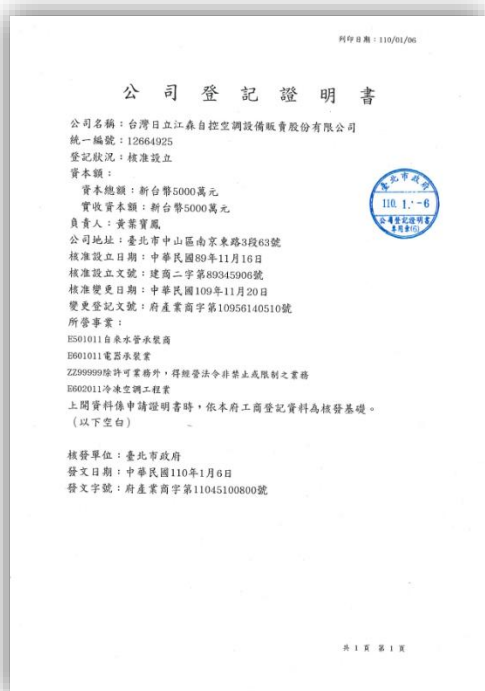 列印日期：110/01/06
公司登記證明書
公司名稱：台灣日立江森自控空調設備販賣股份有限公司
統一編號：12664925
登記狀況：核准設立
資本額：
資本總額：新台幣5000萬元
實收資本額：新台幣5000萬元
負責人：黃葉寶鳳
公司地址：臺北市中山區南京東路3段63號
核准設立日期：中華民國89年11月16日
核准設立文號：建商二字第89345906號
核准變更日期：中華民國109年11月20日
變更登記文號：府產業商字第10956140510號
所營事業：
E501011自來水管承裝商
E601011電器承裝業
ZZ99999除許可業務外，得經營法令非禁止或限制之業務
E602011冷凍空調工程業
上開資料係申請證明書時，依本府工商登記資料為核發基礎。
（以下空白）
臺北市政府
110. 1. -6
公司登記證明書
專用章(6)
核發單位：臺北市政府
發文日期：中華民國110年1月6日
發文字號：府產業商字第11045100800號
共 1 頁 第 1 頁